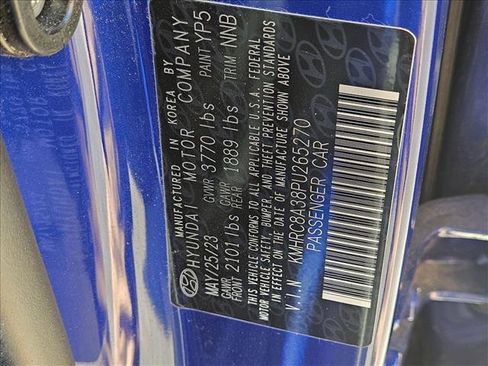 MANUFACTURED IN KOREA BY
HYUNDAI MOTOR COMPANY
MAY/25/23 GVWR 3770 lbs PAINT YP5
GAWR FRONT 2101 lbs GAWR REAR 1889 lbs TRIM NNB
THIS VEHICLE CONFORMS TO ALL APPLICABLE U.S.A. FEDERAL
MOTOR VEHICLE SAFETY, BUMPER, AND THEFT PREVENTION STANDARDS
IN EFFECT ON THE DATE OF MANUFACTURE SHOWN ABOVE
V.I.N KMHRC8A38PU265270
PASSENGER CAR